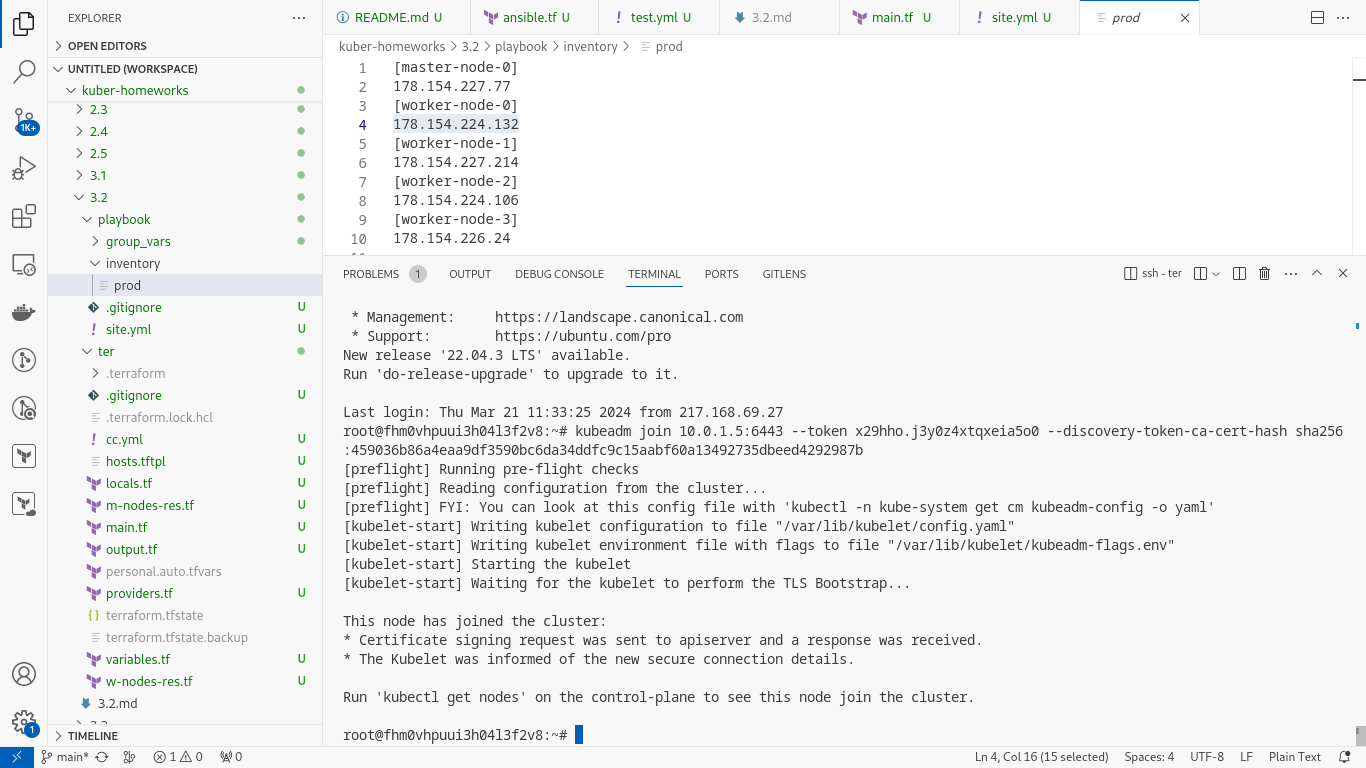 EXPLORER
OPEN EDITORS
UNTITLED (WORKSPACE)
kuber-homeworks
2.3
2.4
2.5
3.1
3.2
playbook
group_vars
inventory
prod
.gitignore U
site.yml U
ter
.terraform
.gitignore U
.terraform.lock.hcl
cc.yml U
hosts.tftpl U
locals.tf U
m-nodes-res.tf U
main.tf U
output.tf U
personal.auto.tfvars
providers.tf U
terraform.tfstate
terraform.tfstate.backup
variables.tf U
w-nodes-res.tf U
3.2.md
TIMELINE
1K+
1
README.md U ansible.tf U test.yml U 3.2.md main.tf U site.yml U prod
kuber-homeworks > 3.2 > playbook > inventory > prod
1 [master-node-0]
2 178.154.227.77
3 [worker-node-0]
4 178.154.224.132
5 [worker-node-1]
6 178.154.227.214
7 [worker-node-2]
8 178.154.224.106
9 [worker-node-3]
10 178.154.226.24
PROBLEMS 1 OUTPUT DEBUG CONSOLE TERMINAL PORTS GITLENS ssh - ter
* Management: https://landscape.canonical.com
* Support: https://ubuntu.com/pro
New release '22.04.3 LTS' available.
Run 'do-release-upgrade' to upgrade to it.
Last login: Thu Mar 21 11:33:25 2024 from 217.168.69.27
root@fhm0vhpuui3h04l3f2v8:~# kubeadm join 10.0.1.5:6443 --token x29hho.j3y0z4xtqxeia5o0 --discovery-token-ca-cert-hash sha256
:459036b86a4eaa9df3590bc6da34ddfc9c15aabf60a13492735dbeed4292987b
[preflight] Running pre-flight checks
[preflight] Reading configuration from the cluster...
[preflight] FYI: You can look at this config file with 'kubectl -n kube-system get cm kubeadm-config -o yaml'
[kubelet-start] Writing kubelet configuration to file "/var/lib/kubelet/config.yaml"
[kubelet-start] Writing kubelet environment file with flags to file "/var/lib/kubelet/kubeadm-flags.env"
[kubelet-start] Starting the kubelet
[kubelet-start] Waiting for the kubelet to perform the TLS Bootstrap...
This node has joined the cluster:
* Certificate signing request was sent to apiserver and a response was received.
* The Kubelet was informed of the new secure connection details.
Run 'kubectl get nodes' on the control-plane to see this node join the cluster.
root@fhm0vhpuui3h04l3f2v8:~#
main* 1 0 0 Ln 4, Col 16 (15 selected) Spaces: 4 UTF-8 LF Plain Text